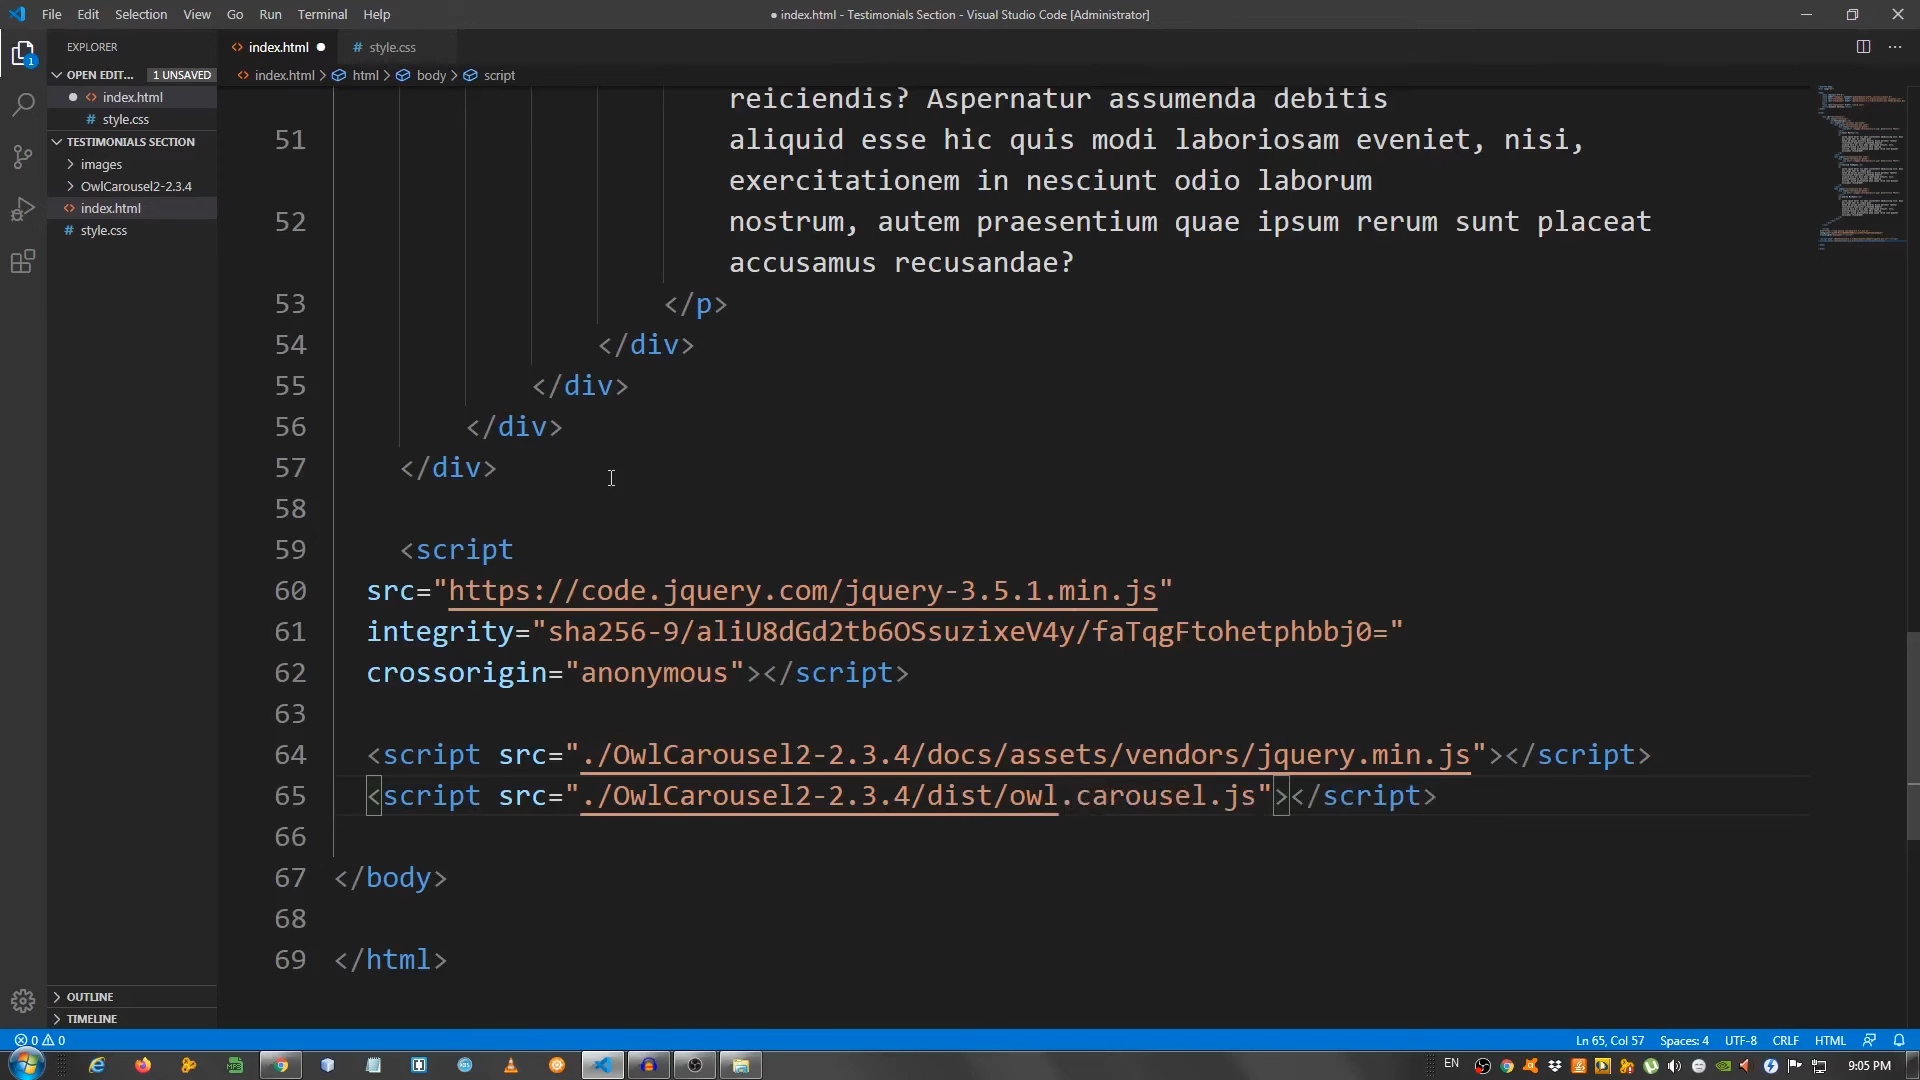 File Edit Selection View Go Run Terminal Help
● index.html - Testimonials Section - Visual Studio Code [Administrator]
EXPLORER
OPEN EDIT... 1 UNSAVED
index.html
# style.css
TESTIMONIALS SECTION
images
OwlCarousel2-2.3.4
index.html
# style.css
OUTLINE
TIMELINE
index.html ●
# style.css
index.html > html > body > script
reiciendis? Aspernatur assumenda debitis
51 aliquid esse hic quis modi laboriosam eveniet, nisi,
exercitationem in nesciunt odio laborum
52 nostrum, autem praesentium quae ipsum rerum sunt placeat
accusamus recusandae?
53 </p>
54 </div>
55 </div>
56 </div>
57 </div>
58
59 <script
60 src="https://code.jquery.com/jquery-3.5.1.min.js"
61 integrity="sha256-9/aliU8dGd2tb6OSsuzixeV4y/faTqgFtohetphbbj0="
62 crossorigin="anonymous"></script>
63
64 <script src="./OwlCarousel2-2.3.4/docs/assets/vendors/jquery.min.js"></script>
65 <script src="./OwlCarousel2-2.3.4/dist/owl.carousel.js"></script>
66
67 </body>
68
69 </html>
0 0
Ln 65, Col 57 Spaces: 4 UTF-8 CRLF HTML
EN 9:05 PM